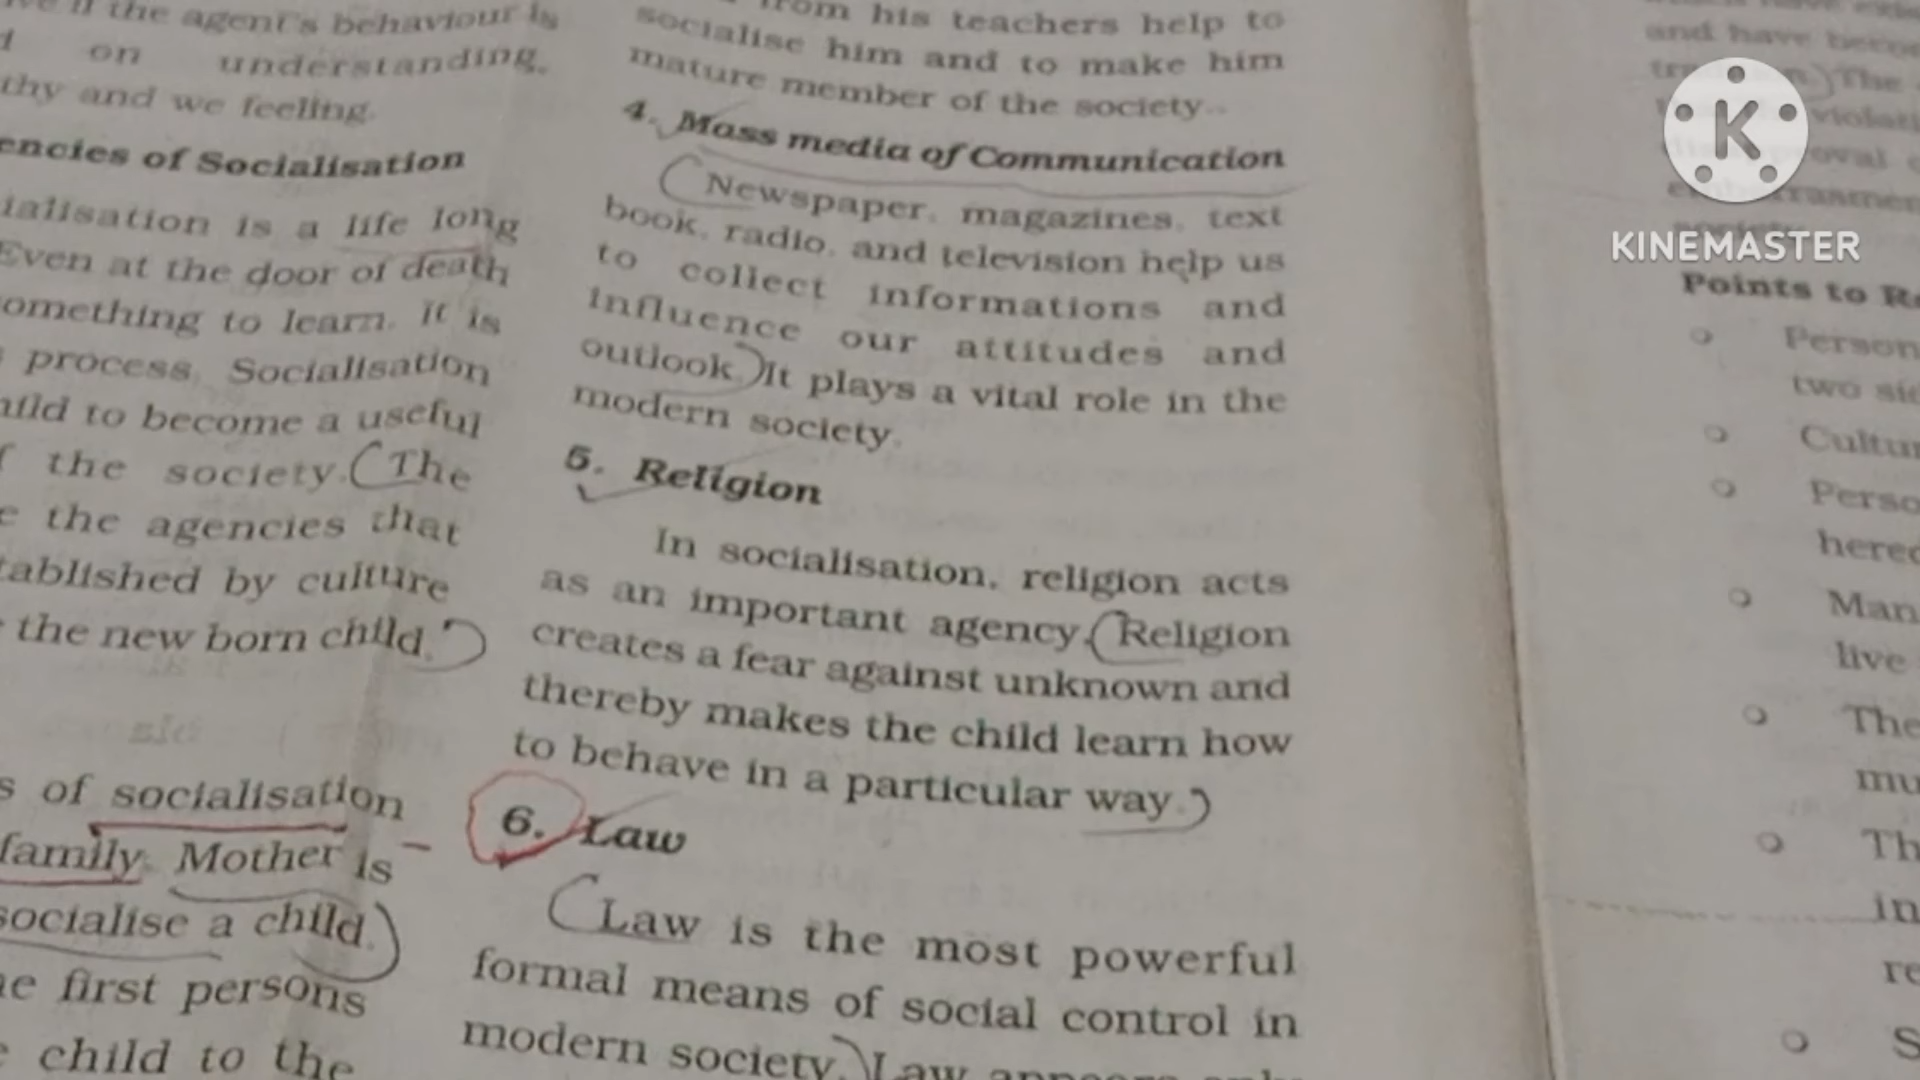 if the agent's behaviour is
on understanding,
thy and we feeling.
encies of Socialisation
ialisation is a life long
Even at the door of death
omething to learn. It is
process. Socialisation
hild to become a useful
the society. The
the agencies that
tablished by culture
the new born child.
s of socialisation
family. Mother is
socialise a child.
first persons
child to the
from his teachers help to
socialise him and to make him
mature member of the society.
4. Mass media of Communication
Newspaper, magazines, text
book, radio, and television help us
to collect informations and
influence our attitudes and
outlook. It plays a vital role in the
modern society.
5. Religion
In socialisation, religion acts
as an important agency. Religion
creates a fear against unknown and
thereby makes the child learn how
to behave in a particular way.
6. Law
Law is the most powerful
formal means of social control in
modern society. Law appears only
and have
The
Points to
Person
two
Cultur
Perso
Man
live
The
Th
in
K
KINEMASTER